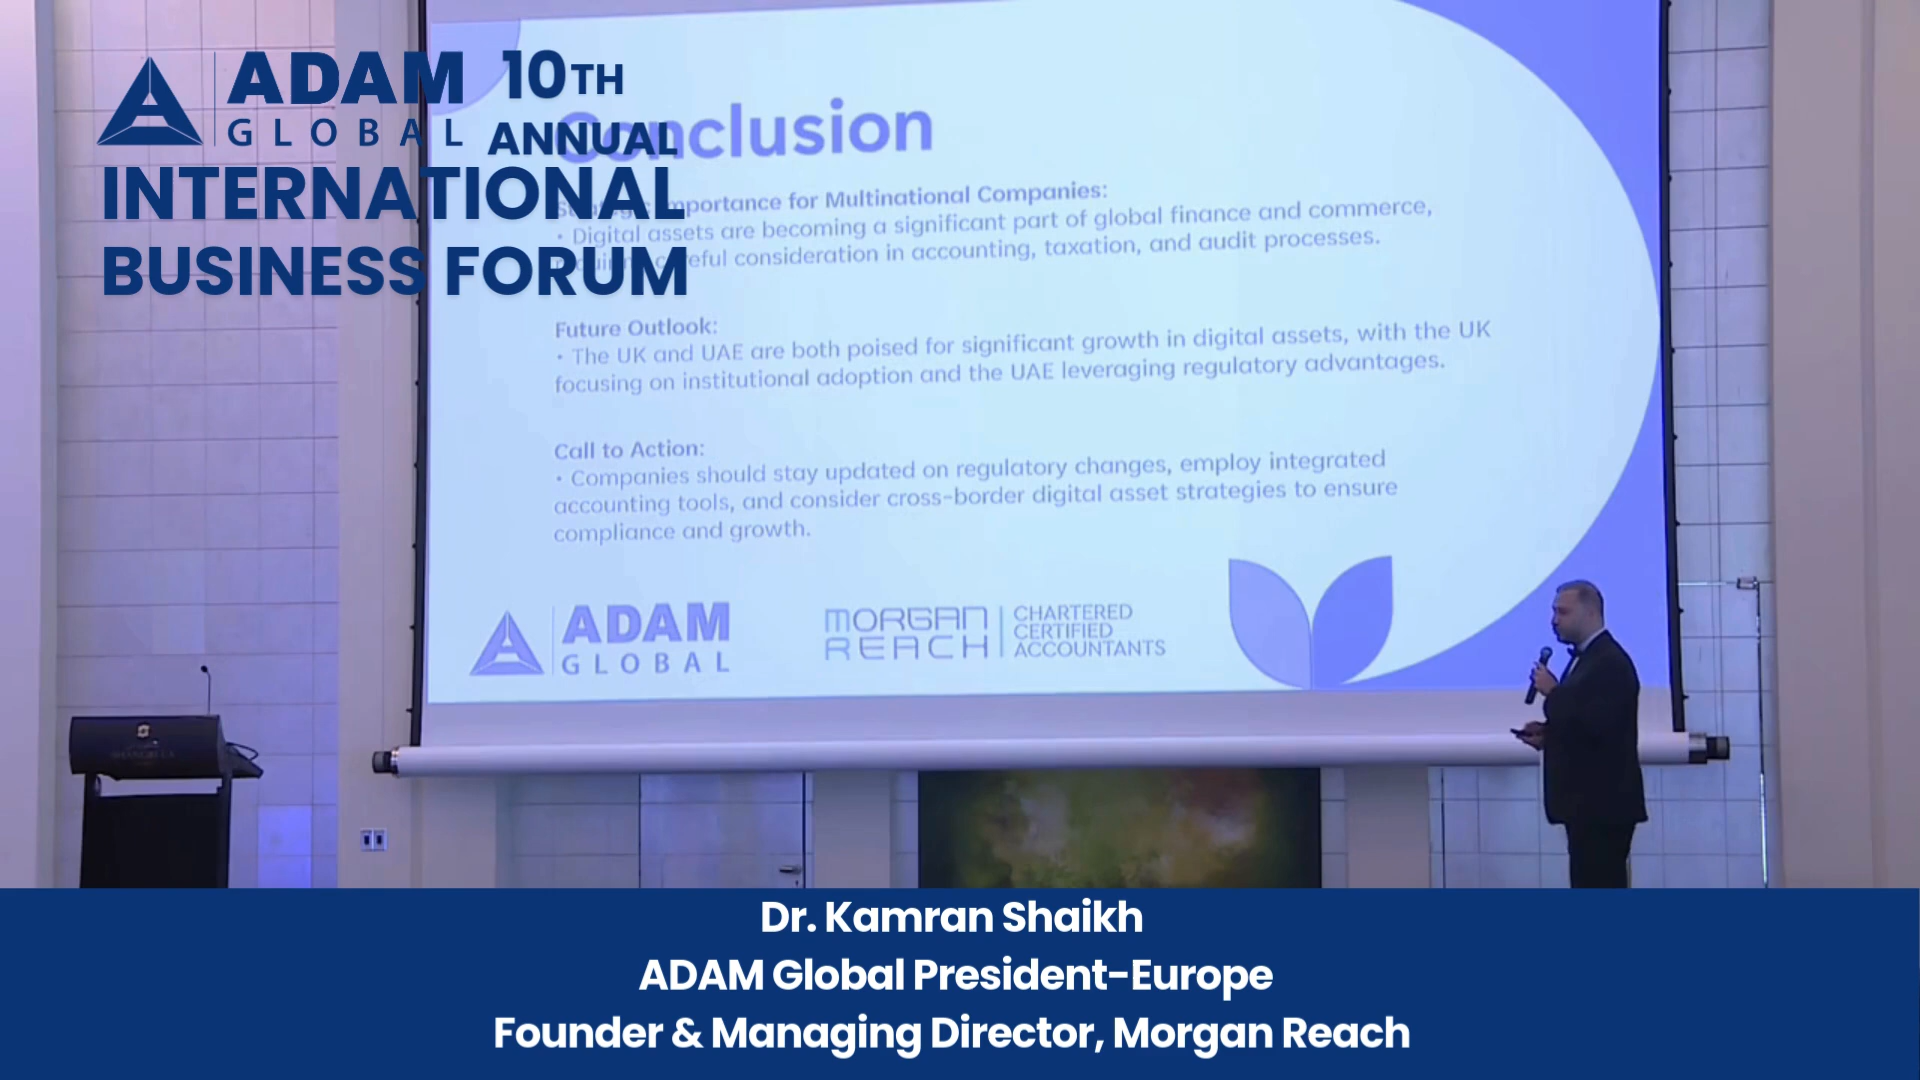 ADAM
GLOBAL
10TH
ANNUAL
INTERNATIONAL
BUSINESS FORUM
Conclusion
Importance for Multinational Companies:
• Digital assets are becoming a significant part of global finance and commerce,
careful consideration in accounting, taxation, and audit processes.
Future Outlook:
• The UK and UAE are both poised for significant growth in digital assets, with the UK
focusing on institutional adoption and the UAE leveraging regulatory advantages.
Call to Action:
• Companies should stay updated on regulatory changes, employ integrated
accounting tools, and consider cross-border digital asset strategies to ensure
compliance and growth.
ADAM
GLOBAL
MORGAN
REACH
CHARTERED
CERTIFIED
ACCOUNTANTS
Dr. Kamran Shaikh
ADAM Global President-Europe
Founder & Managing Director, Morgan Reach